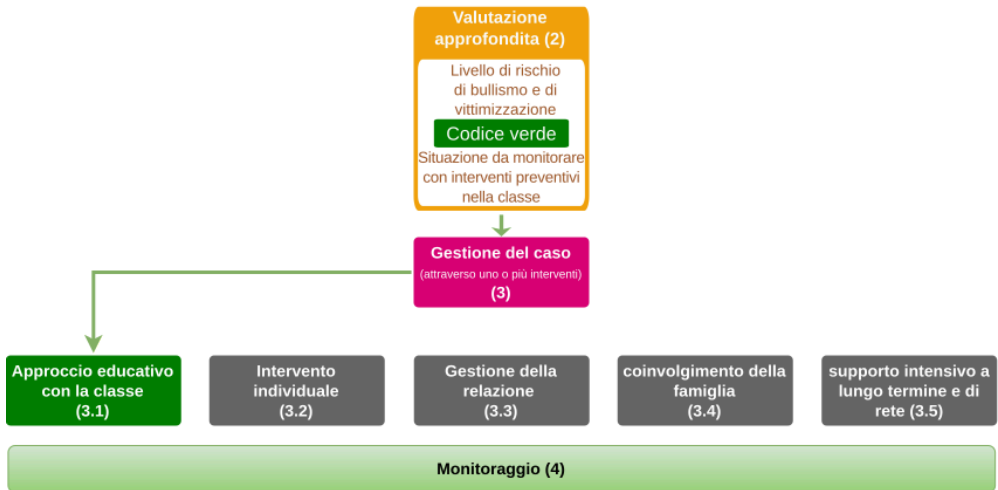 Valutazione
approfondita (2)
Livello di rischio
di bullismo e di
vittimizzazione
Codice verde
Situazione da monitorare
con interventi preventivi
nella classe
Gestione del caso
(attraverso uno o più interventi)
(3)
Approccio educativo
con la classe
(3.1)
Intervento
individuale
(3.2)
Gestione della
relazione
(3.3)
coinvolgimento della
famiglia
(3.4)
supporto intensivo a
lungo termine e di
rete (3.5)
Monitoraggio (4)